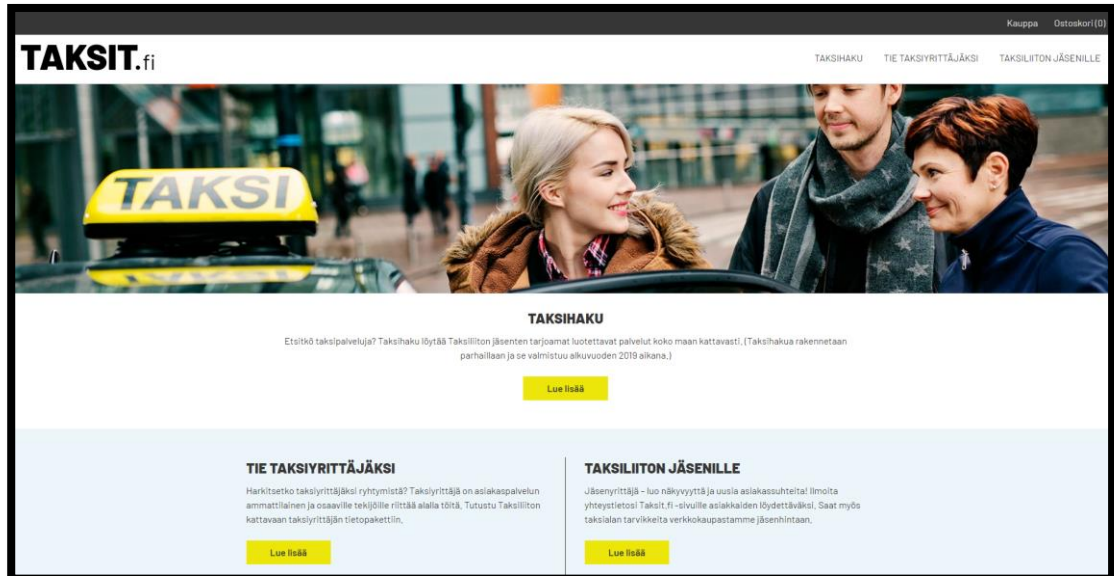 Kauppa Ostoskori (0)
TAKSIT.fi
TAKSIHAKU TIE TAKSIYRITTÄJÄKSI TAKSILIITON JÄSENILLE
TAKSI
TAKSIHAKU
Etsitkö taksipalveluja? Taksihaku löytää Taksiliiton jäsenten tarjoamat luotettavat palvelut koko maan kattavasti. (Taksihakua rakennetaan
parhaillaan ja se valmistuu alkuvuoden 2019 aikana.)
Lue lisää
TIE TAKSIYRITTÄJÄKSI
Harkitsetko taksiyrittäjäksi ryhtymistä? Taksiyrittäjä on asiakaspalvelun
ammattilainen ja osaaville tekijöille riittää alalla töitä. Tutustu Taksiliiton
kattavaan taksiyrittäjän tietopakettiin.
Lue lisää
TAKSILIITON JÄSENILLE
Jäsenyrittäjä – luo näkyvyyttä ja uusia asiakassuhteita! Ilmoita
yhteystietosi Taksit.fi -sivuille asiakkaiden löydettäväksi. Saat myös
taksialan tarvikkeita verkkokaupastamme jäsenhintaan.
Lue lisää